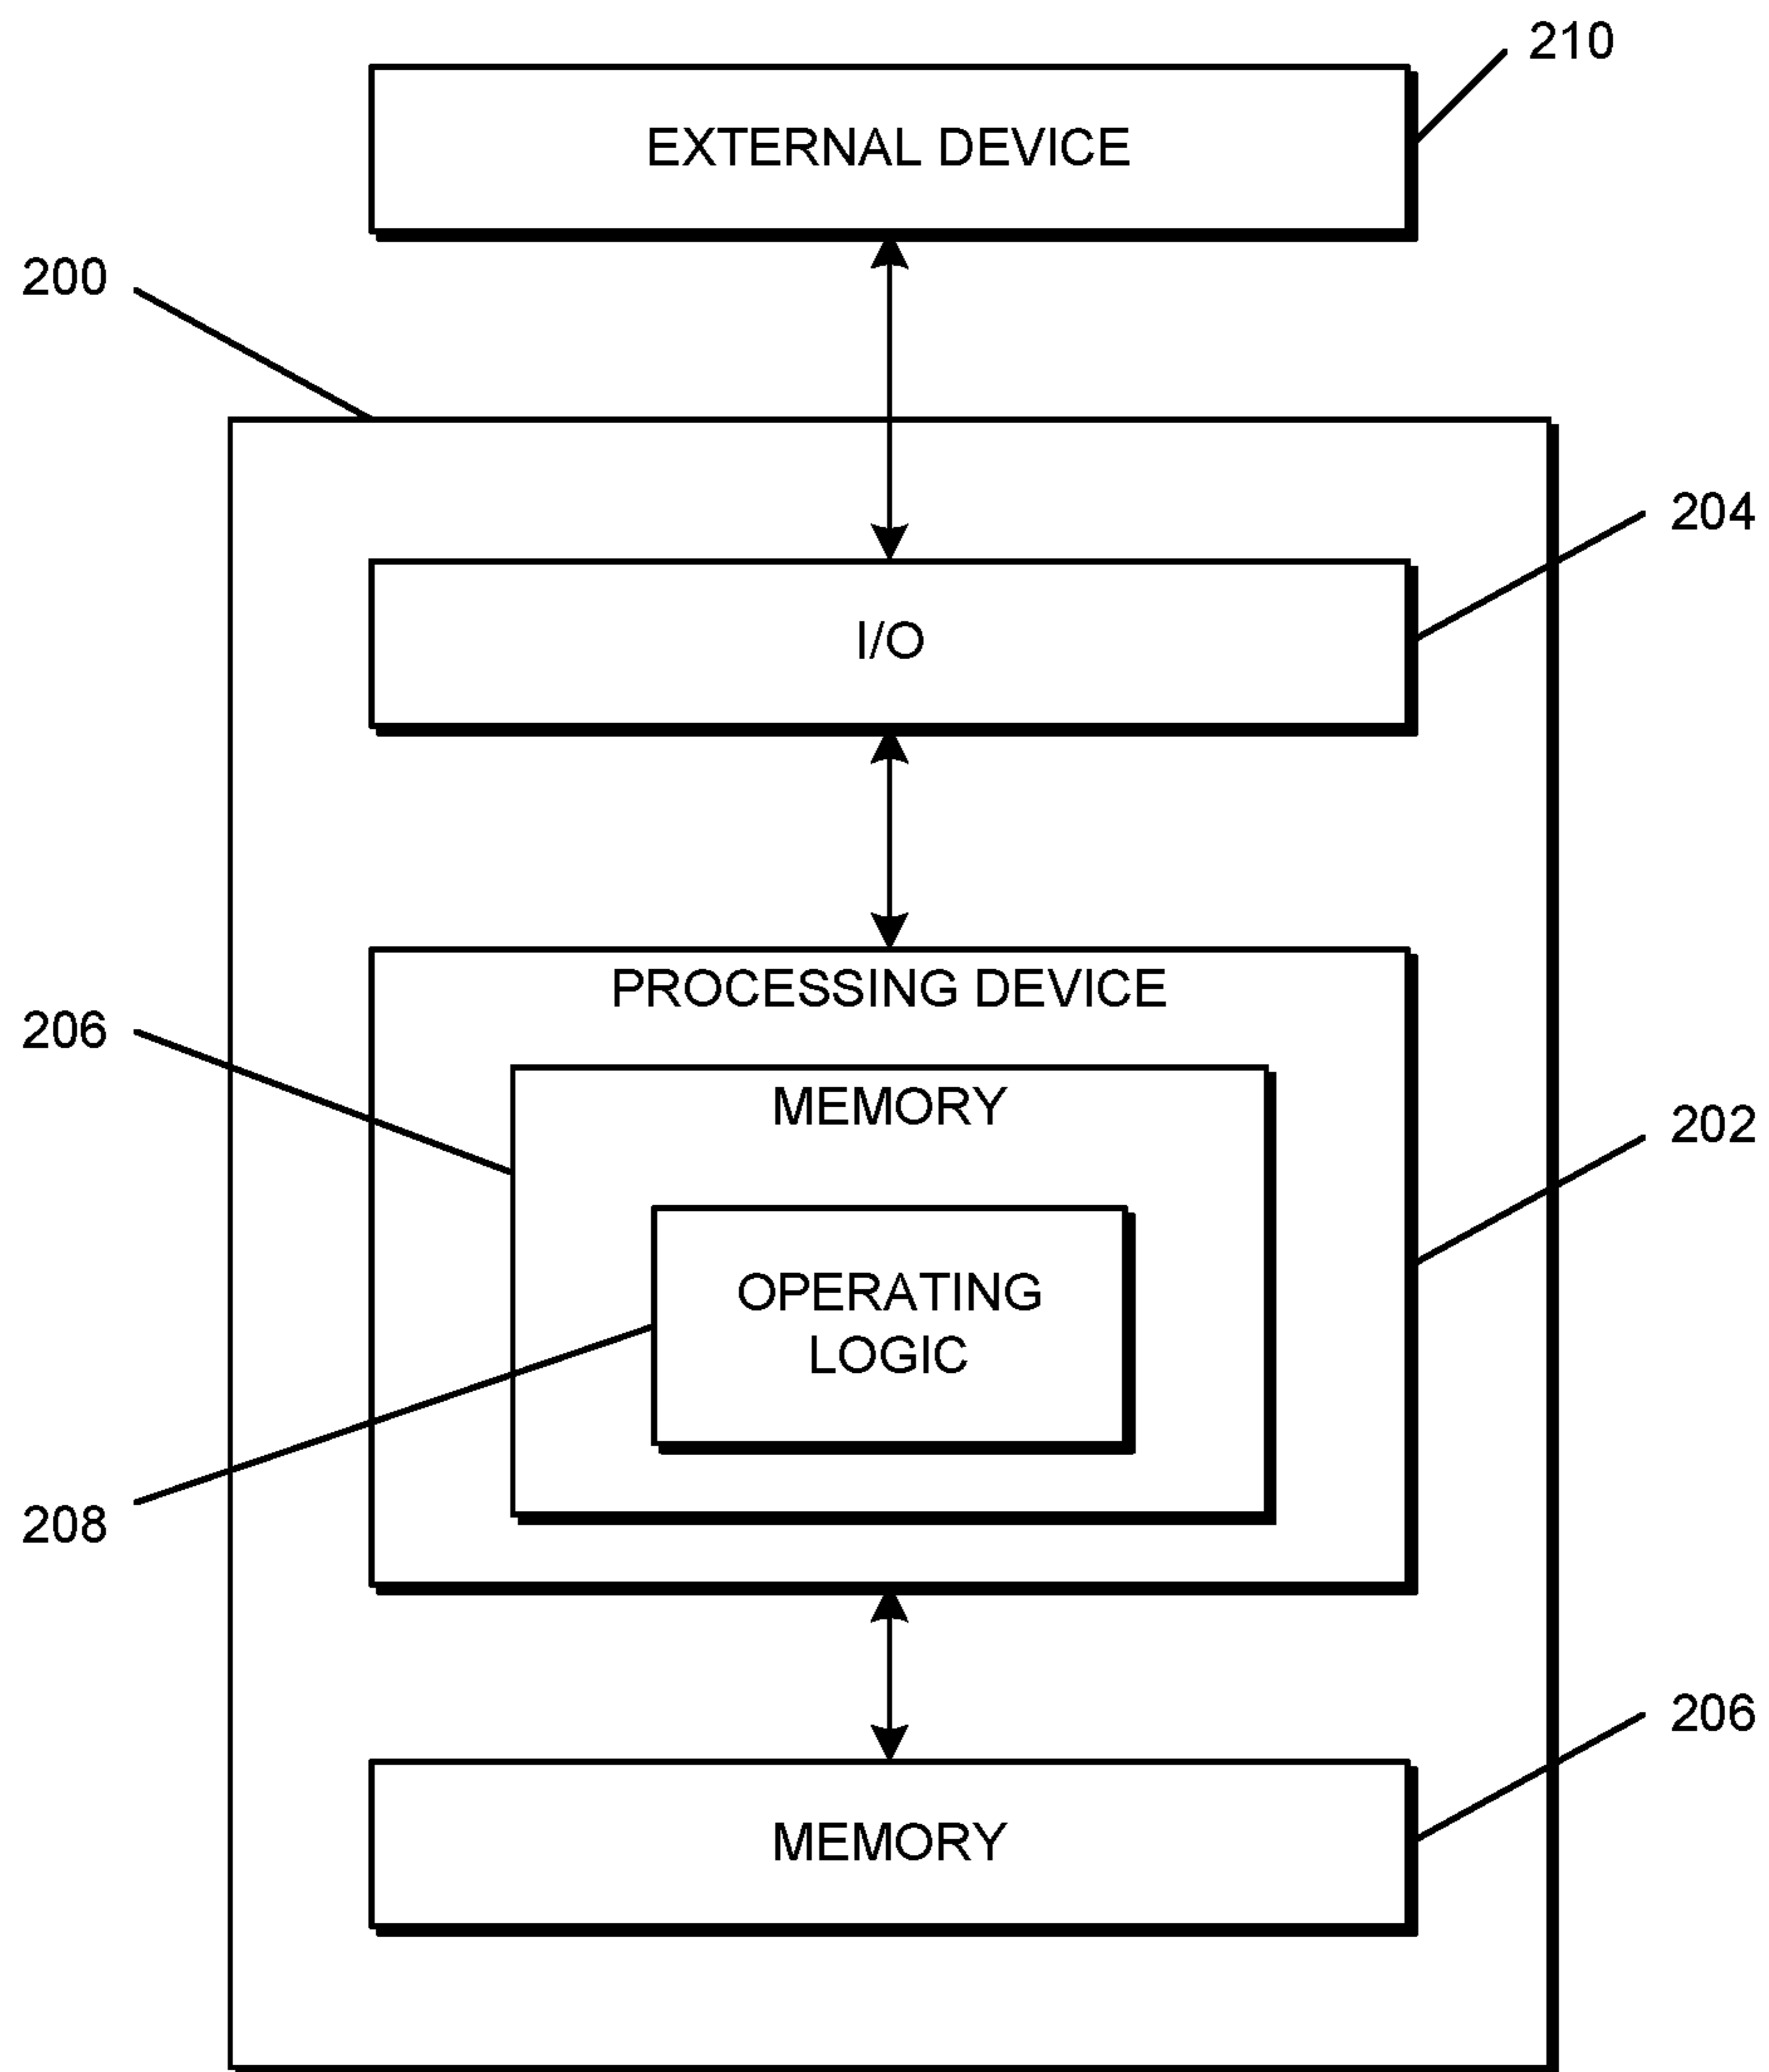 210
EXTERNAL DEVICE
200
204
I/O
PROCESSING DEVICE
206
MEMORY
202
OPERATING
LOGIC
208
206
MEMORY